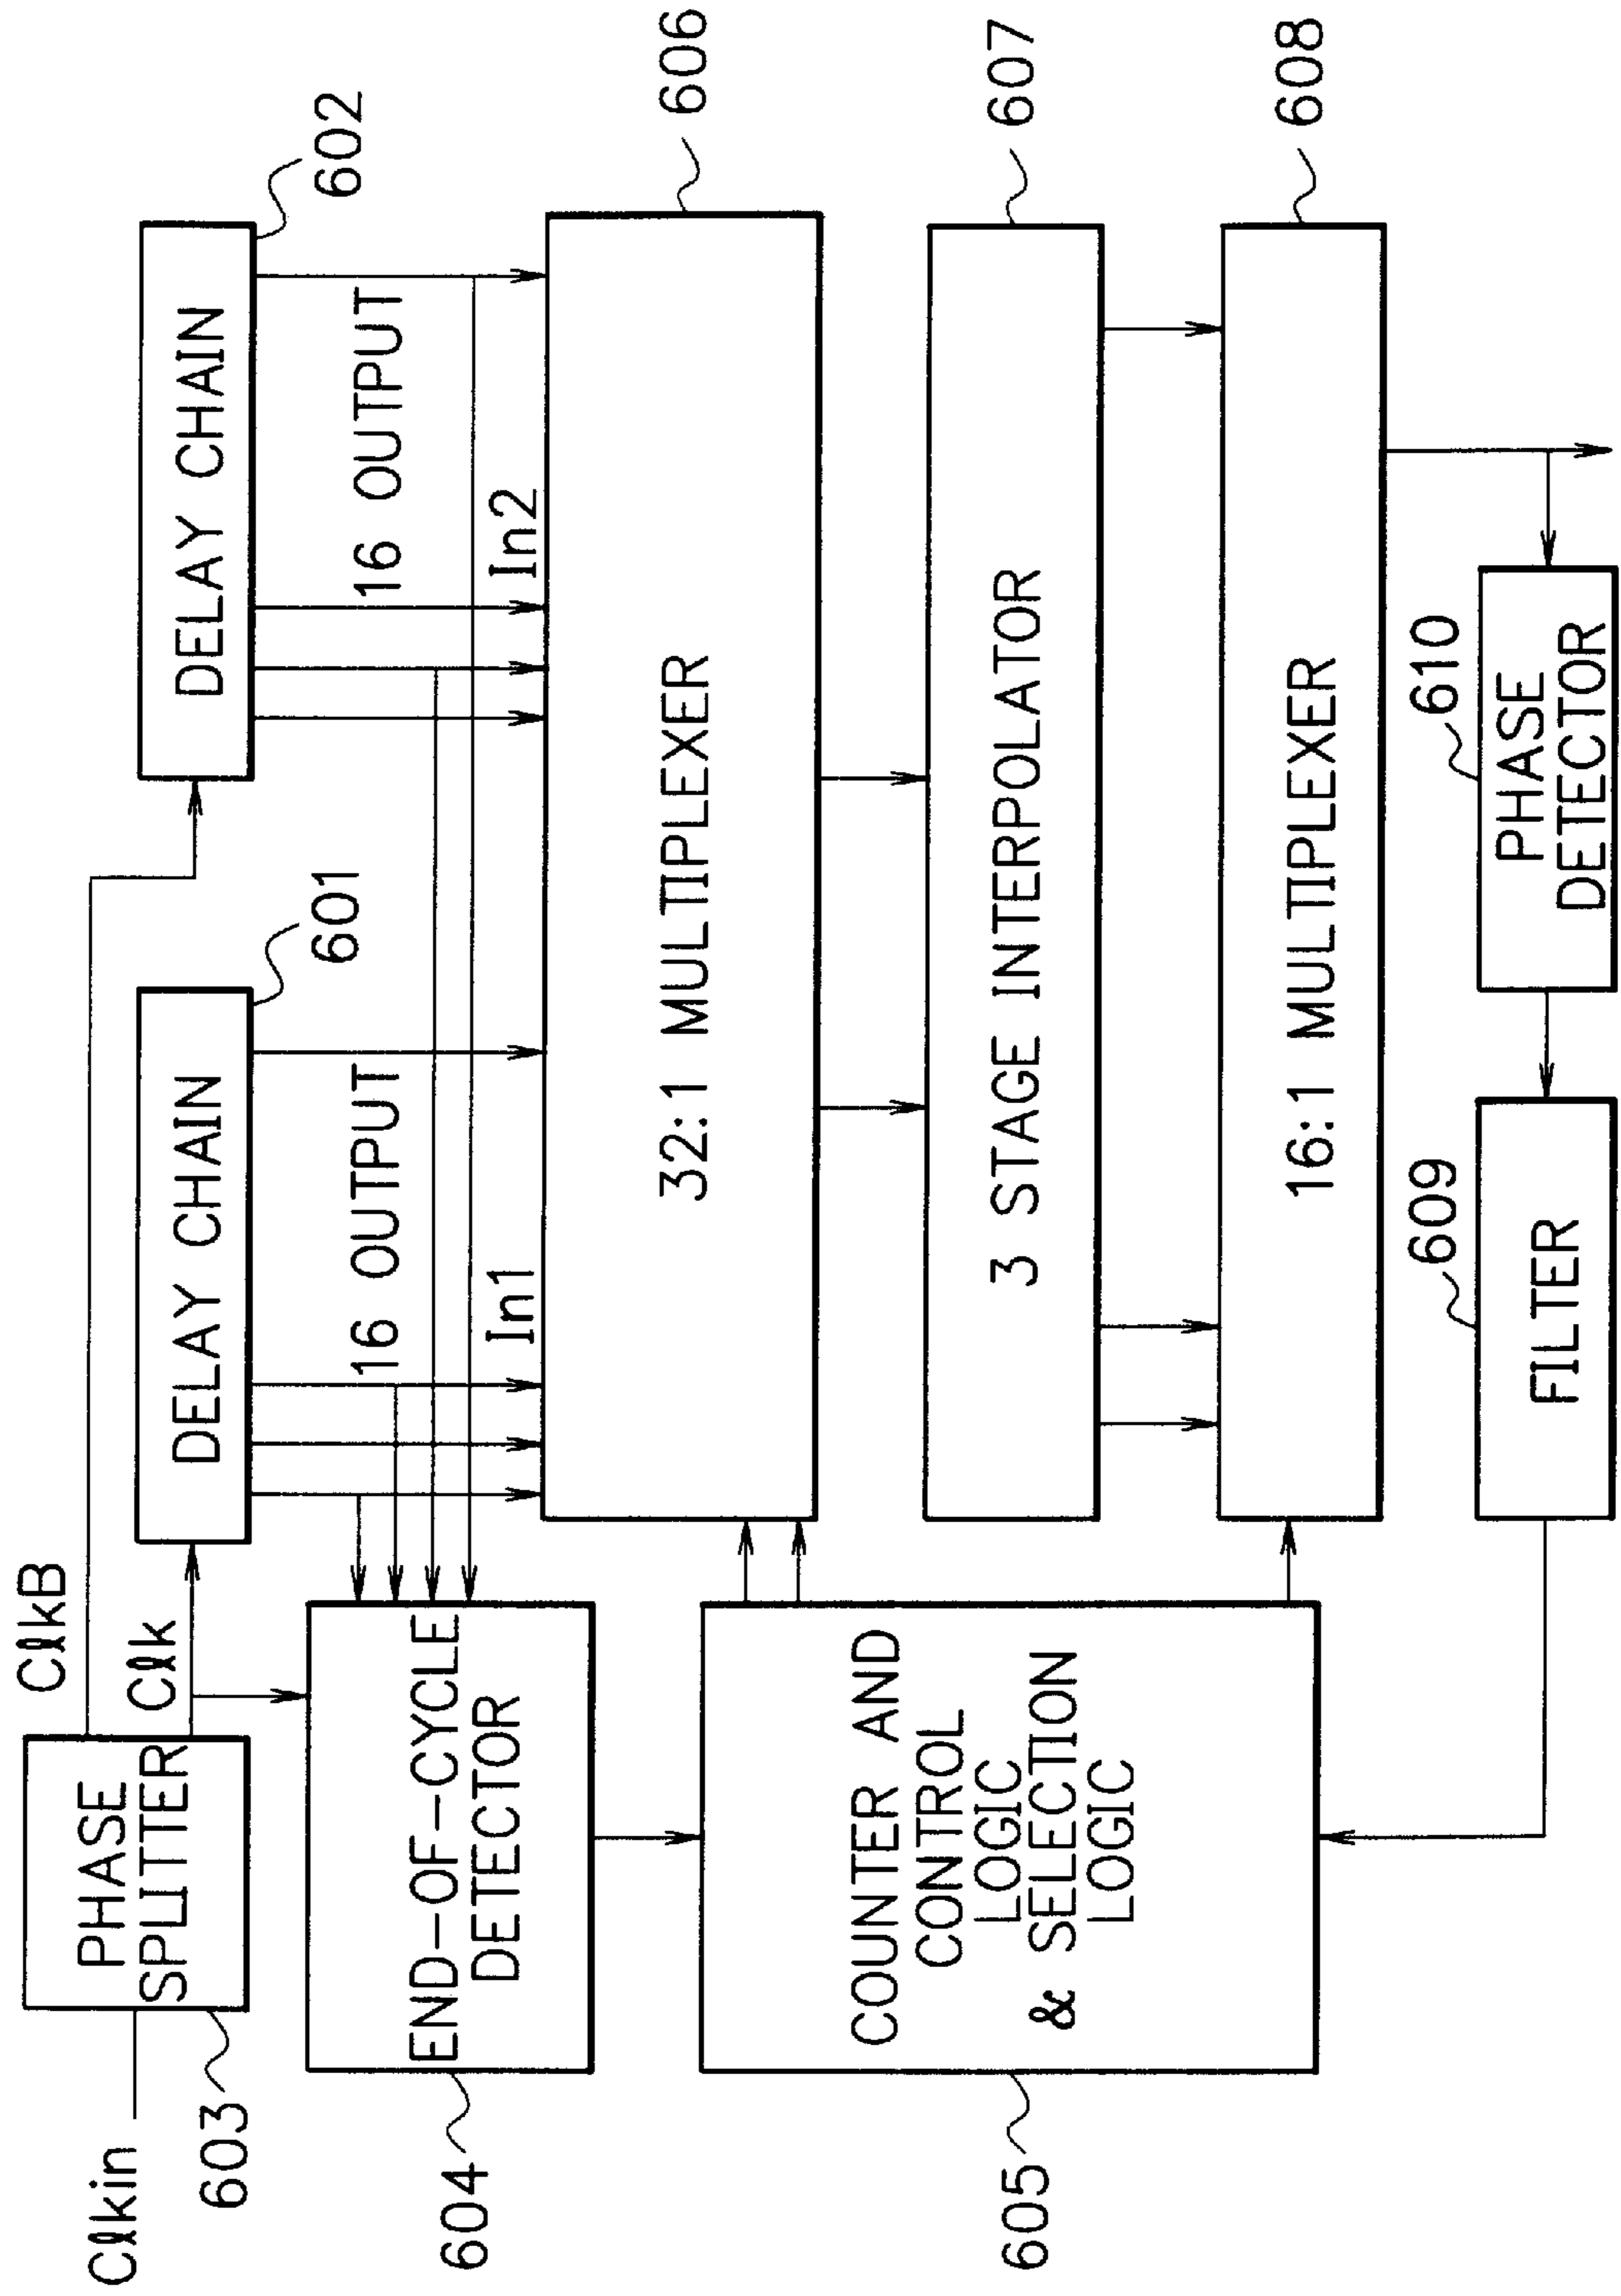 Clkin
603
PHASE
SPLITTER
ClkB
Clk
DELAY CHAIN
601
DELAY CHAIN
602
16 OUTPUT
In1
16 OUTPUT
In2
604
END-OF-CYCLE
DETECTOR
32:1 MULTIPLEXER
606
605
COUNTER AND
CONTROL
LOGIC
& SELECTION
LOGIC
3 STAGE INTERPOLATOR
607
16:1 MULTIPLEXER
608
609
FILTER
610
PHASE
DETECTOR